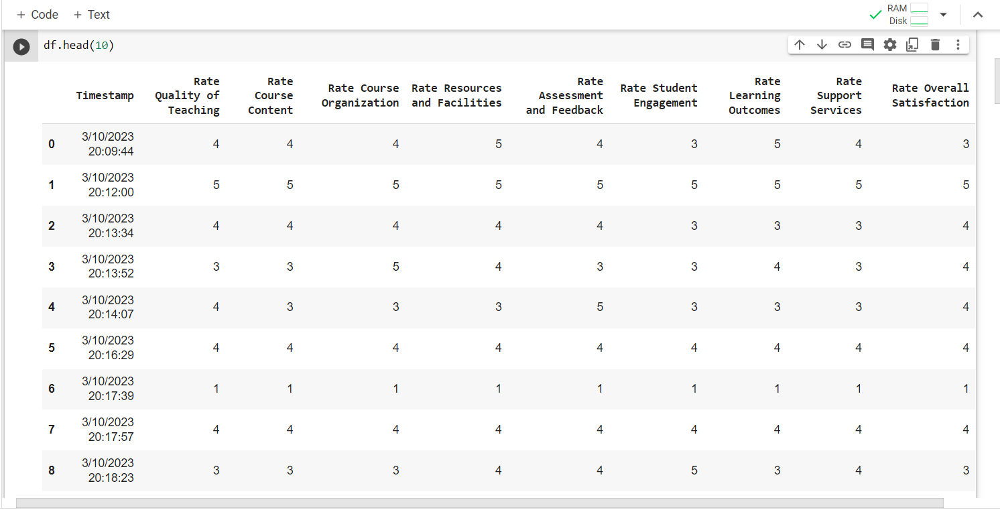 + Code + Text
RAM
Disk
df.head(10)
Timestamp Rate Quality of Teaching Rate Course Content Rate Course Organization Rate Resources and Facilities Rate Assessment and Feedback Rate Student Engagement Rate Learning Outcomes Rate Support Services Rate Overall Satisfaction
0 3/10/2023 20:09:44 4 4 4 5 4 3 5 4 3
1 3/10/2023 20:12:00 5 5 5 5 5 5 5 5 5
2 3/10/2023 20:13:34 4 4 4 4 4 3 3 3 4
3 3/10/2023 20:13:52 3 3 5 4 3 3 4 3 4
4 3/10/2023 20:14:07 4 3 3 3 5 3 3 3 4
5 3/10/2023 20:16:29 4 4 4 4 4 4 4 4 4
6 3/10/2023 20:17:39 1 1 1 1 1 1 1 1 1
7 3/10/2023 20:17:57 4 4 4 4 4 4 4 4 4
8 3/10/2023 20:18:23 3 3 3 4 4 5 3 4 3